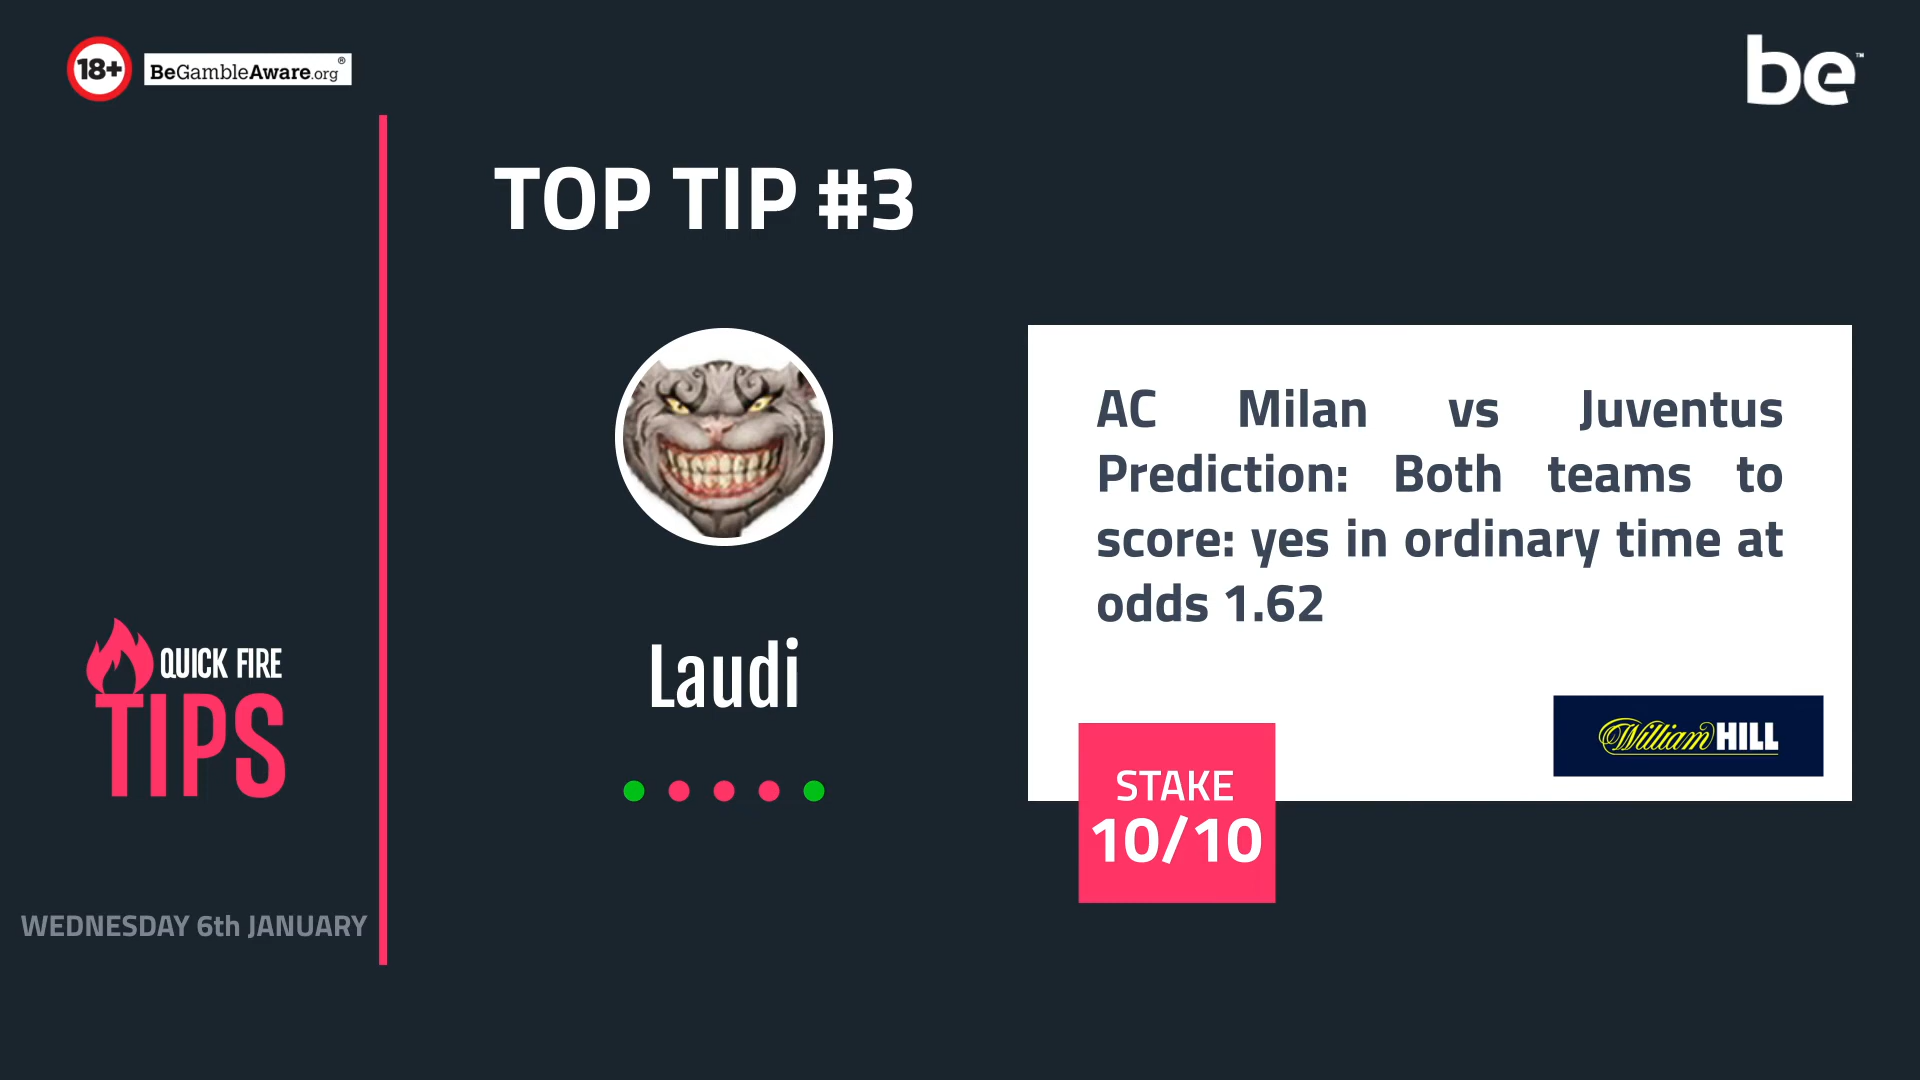 18+
BeGambleAware.org®
be™
TOP TIP #3
AC Milan vs Juventus
Prediction: Both teams to
score: yes in ordinary time at
odds 1.62
Laudi
QUICK FIRE
TIPS
William HILL
STAKE
10/10
WEDNESDAY 6th JANUARY